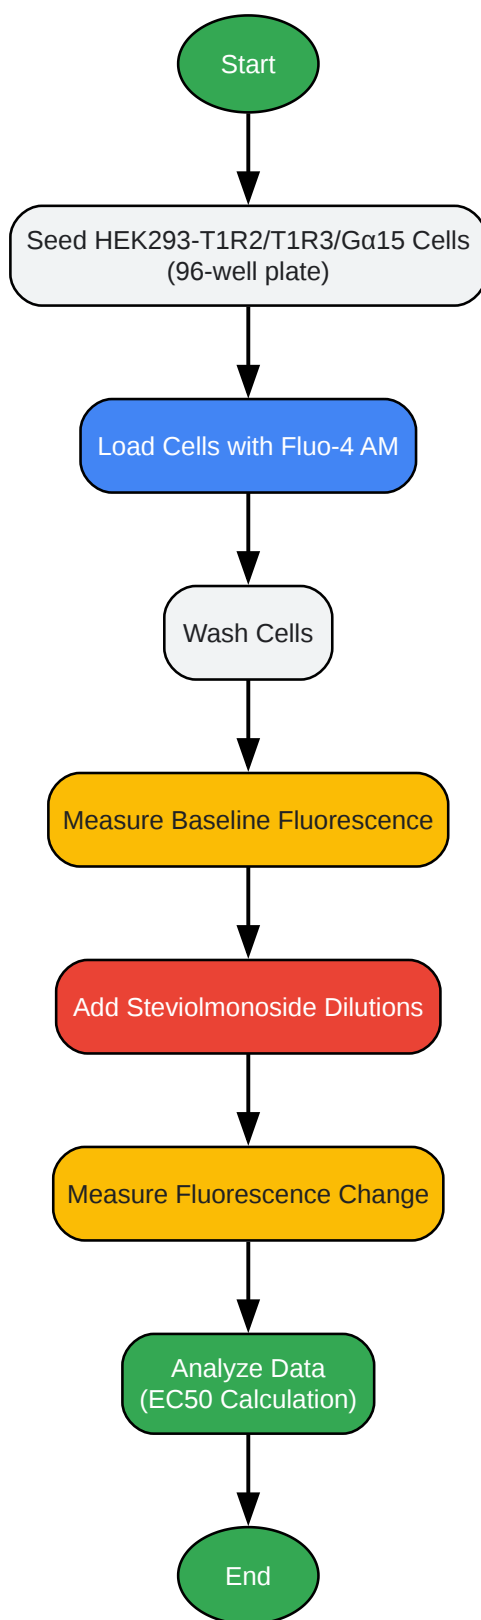 Start
Seed HEK293-T1R2/T1R3/Gα15 Cells
(96-well plate)
Load Cells with Fluo-4 AM
Wash Cells
Measure Baseline Fluorescence
Add Steviolmonoside Dilutions
Measure Fluorescence Change
Analyze Data
(EC50 Calculation)
End